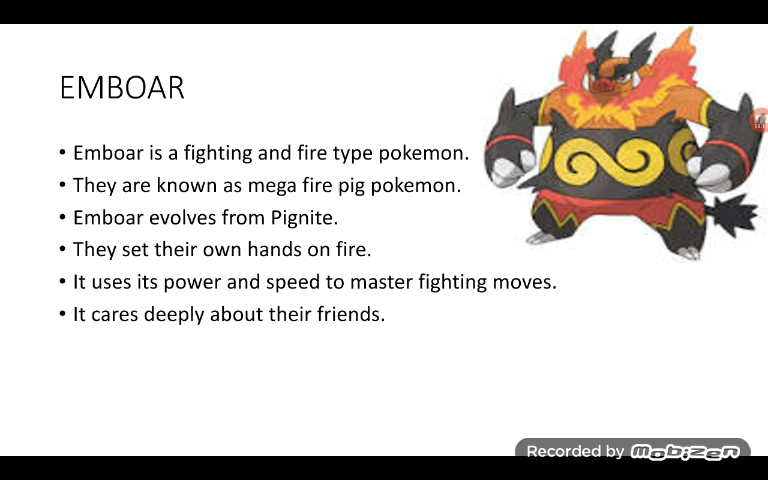 EMBOAR
• Emboar is a fighting and fire type pokemon.
• They are known as mega fire pig pokemon.
• Emboar evolves from Pignite.
• They set their own hands on fire.
• It uses its power and speed to master fighting moves.
• It cares deeply about their friends.
Recorded by mobizen